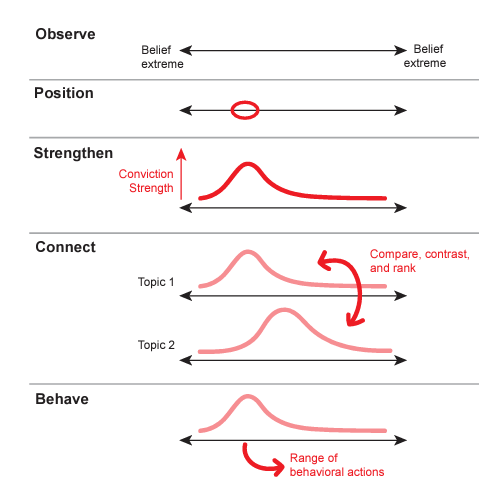 Observe
Belief
extreme
Belief
extreme
Position
Strengthen
Conviction
Strength
Connect
Compare, contrast,
and rank
Topic 1
Topic 2
Behave
Range of
behavioral actions